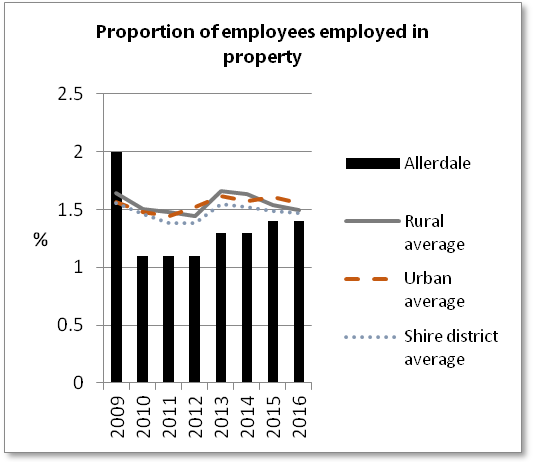 Proportion of employees employed in
property
2.5
2
1.5
1
0.5
0
%
2009
2010
2011
2012
2013
2014
2015
2016
Allerdale
Rural
average
Urban
average
Shire district
average